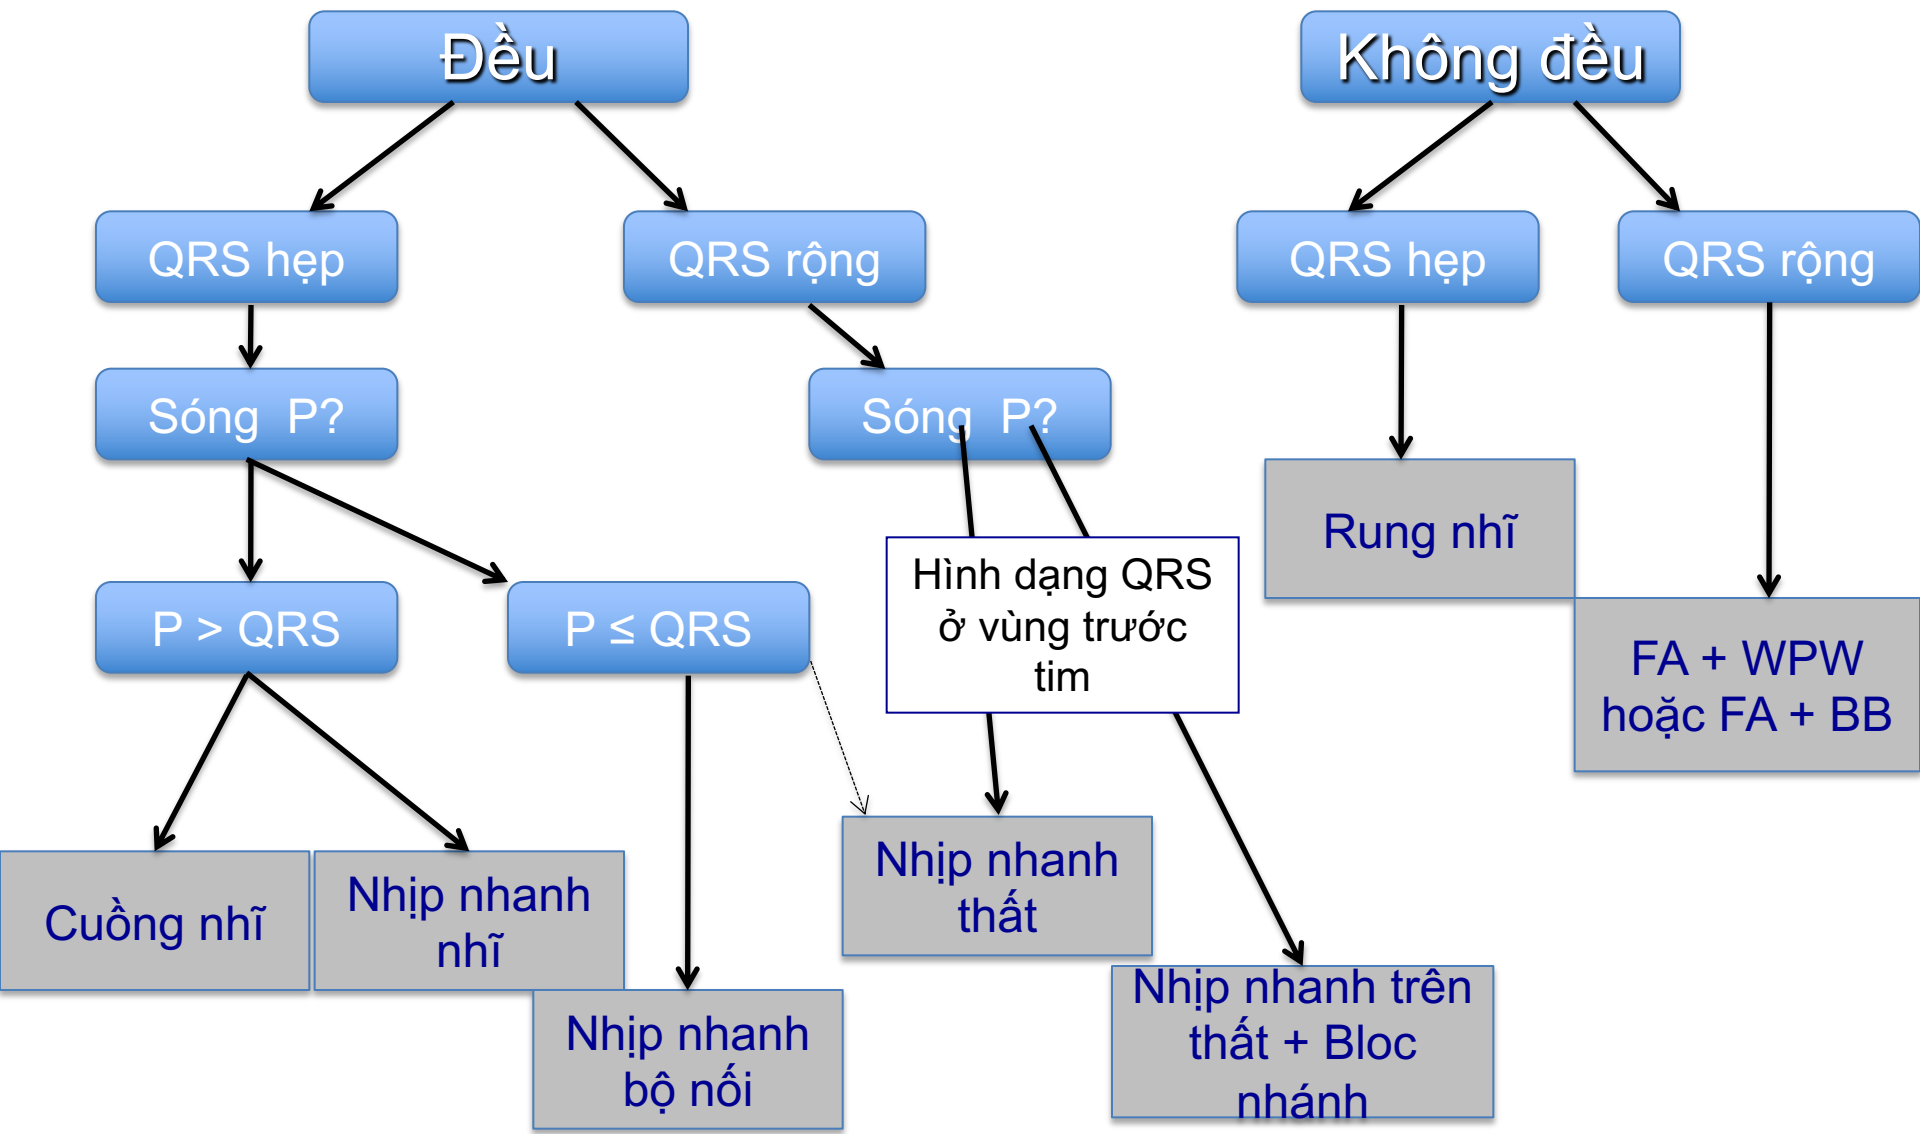 Đều
Không đều
QRS hẹp
QRS rộng
QRS hẹp
QRS rộng
Sóng P?
Sóng P?
Rung nhĩ
Hình dạng QRS
ở vùng trước
tim
P > QRS
P ≤ QRS
FA + WPW
hoặc FA + BB
Cuồng nhĩ
Nhịp nhanh
nhĩ
Nhịp nhanh
thất
Nhịp nhanh
bộ nối
Nhịp nhanh trên
thất + Bloc
nhánh